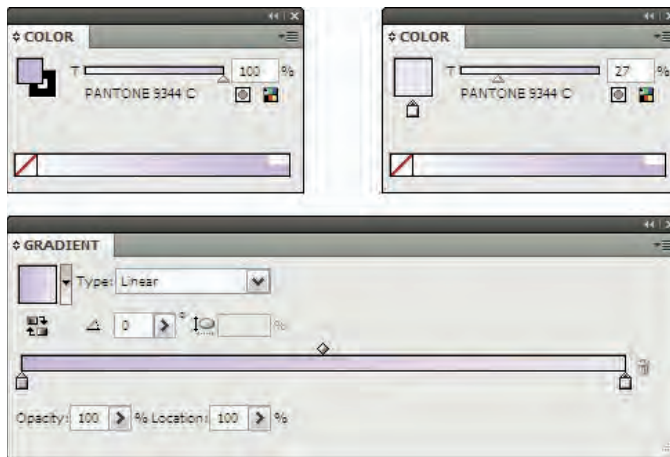 COLOR
T 100 %
PANTONE 9344 C
COLOR
T 27 %
PANTONE 9344 C
GRADIENT
Type: Linear
0 ° %
Opacity: 100 % Location: 100 %